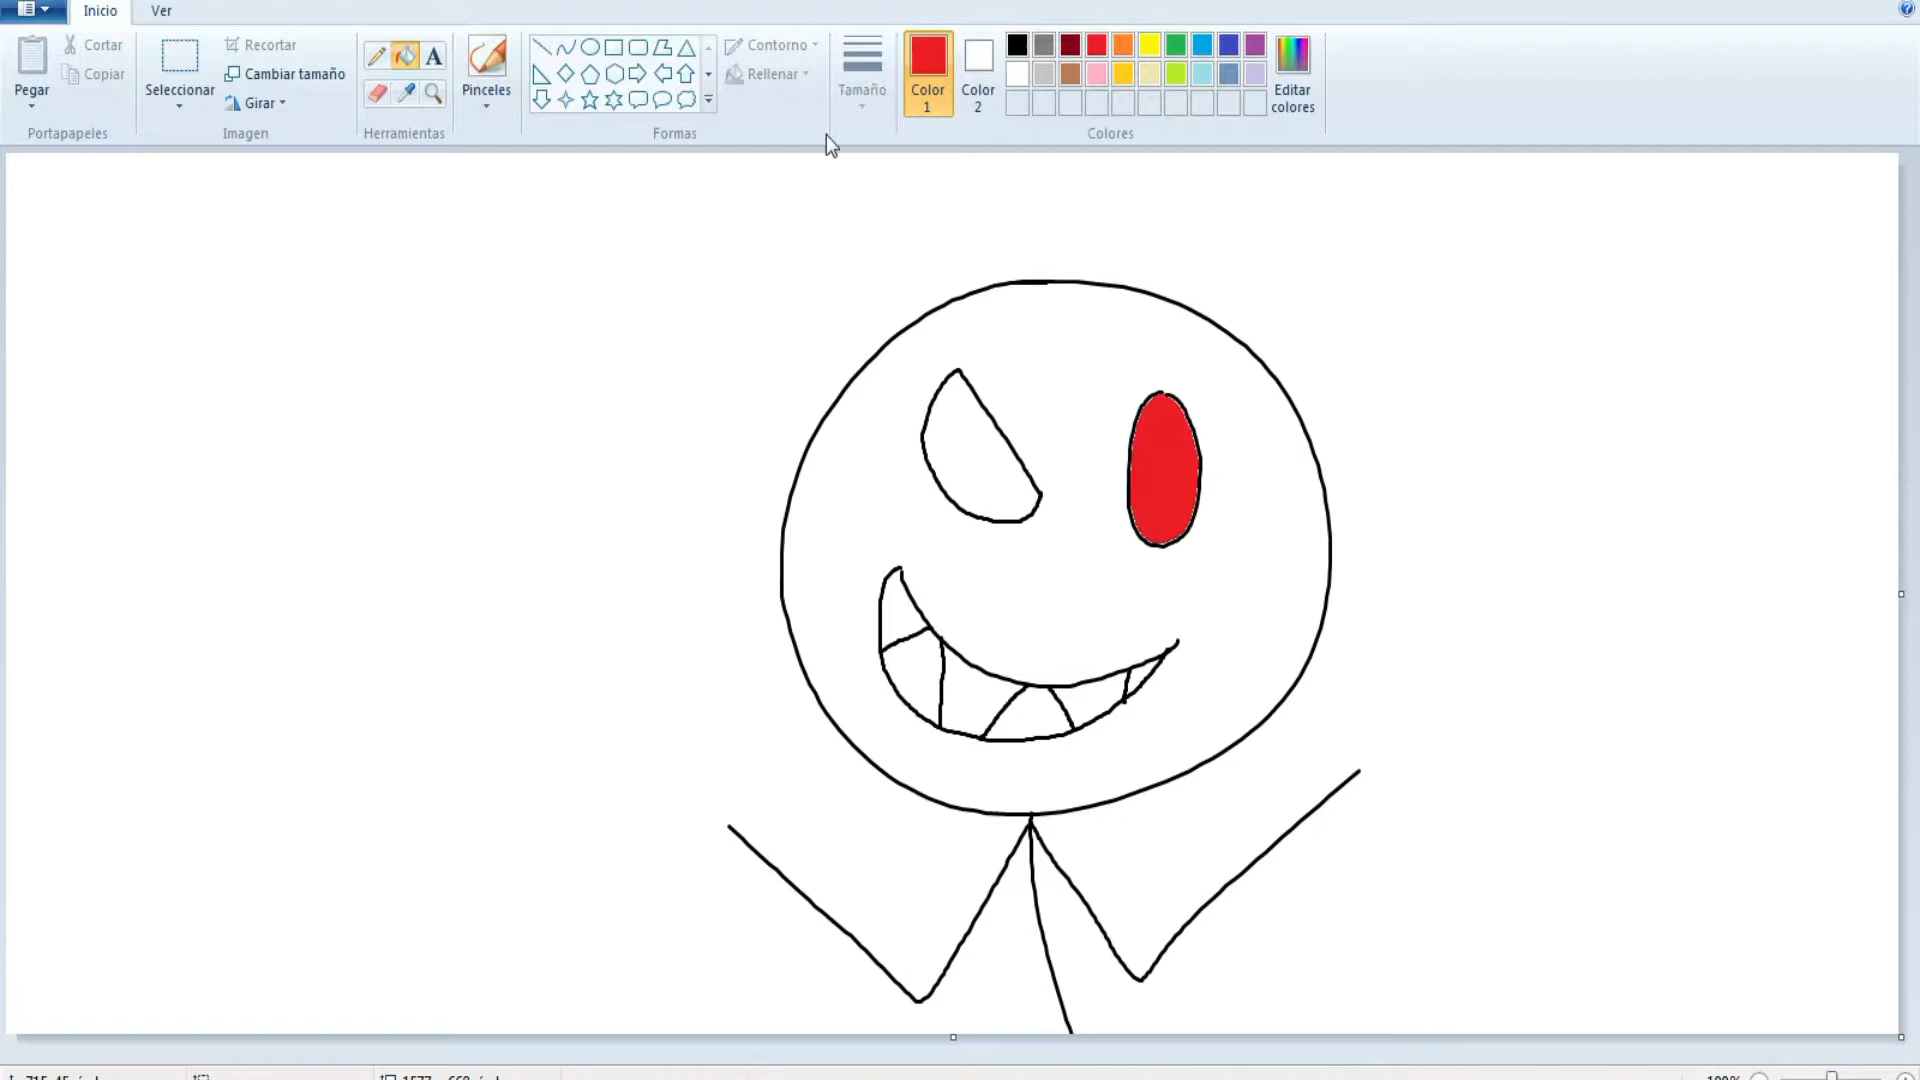 Inicio Ver
Pegar
Cortar
Copiar
Portapapeles
Seleccionar
Recortar
Cambiar tamaño
Girar
Imagen
A
Herramientas
Pinceles
Contorno
Rellenar
Formas
Tamaño
Color 1
Color 2
Editar colores
Colores